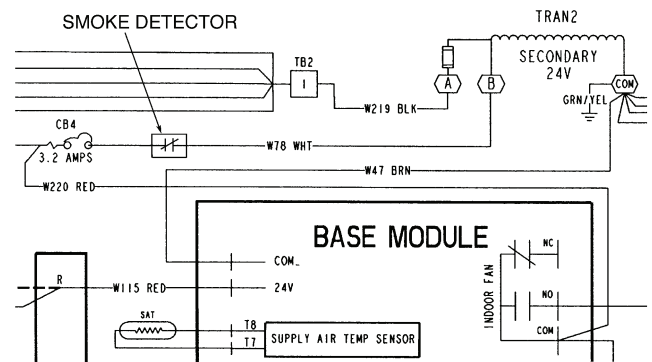 SMOKE DETECTOR
TRAN2
SECONDARY
24V
TB2
1
A
B
COM
GRN/YEL
W219 BLK
CB4
3.2 AMPS
W78 WHT
W47 BRN
W220 RED
BASE MODULE
COM_
24V
R
W115 RED
SAT
T8
T7
SUPPLY AIR TEMP SENSOR
INDOOR FAN
NC
NO
COM